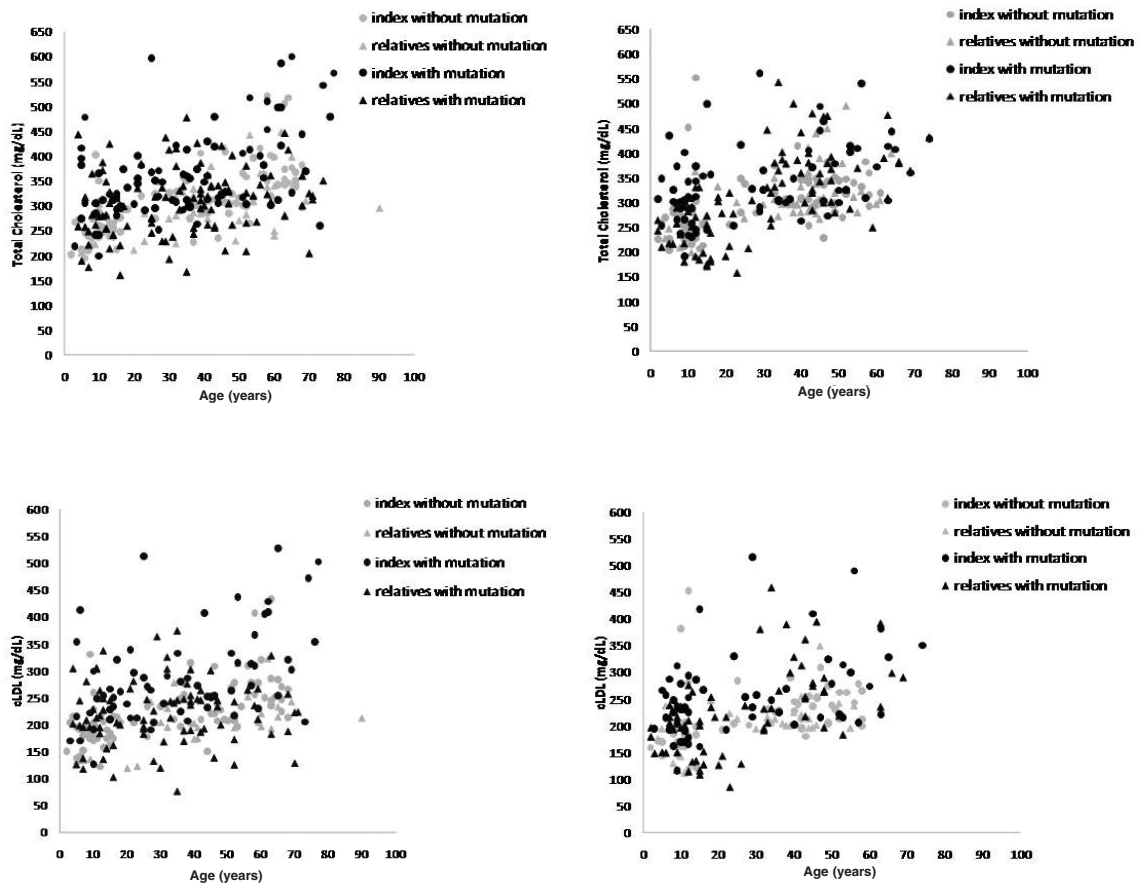 index without mutation
relatives without mutation
index with mutation
relatives with mutation
650
600
550
500
450
400
350
300
250
200
150
100
50
0
Total Cholesterol (mg/dL)
0 10 20 30 40 50 60 70 80 90 100
Age (years)
index without mutation
relatives without mutation
index with mutation
relatives with mutation
650
600
550
500
450
400
350
300
250
200
150
100
50
0
Total Cholesterol (mg/dL)
0 10 20 30 40 50 60 70 80 90 100
Age (years)
index without mutation
relatives without mutation
index with mutation
relatives with mutation
600
550
500
450
400
350
300
250
200
150
100
50
0
cLDL (mg/dL)
0 10 20 30 40 50 60 70 80 90 100
Age (years)
index without mutation
relatives without mutation
index with mutation
relatives with mutation
600
550
500
450
400
350
300
250
200
150
100
50
0
cLDL (mg/dL)
0 10 20 30 40 50 60 70 80 90 100
Age (years)